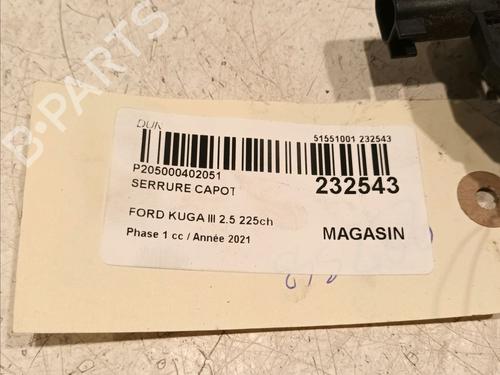 B-PARTS
DUK
51551001 232543
P205000402051
SERRURE CAPOT
232543
FORD KUGA III 2.5 225ch
Phase 1 cc / Année 2021
MAGASIN